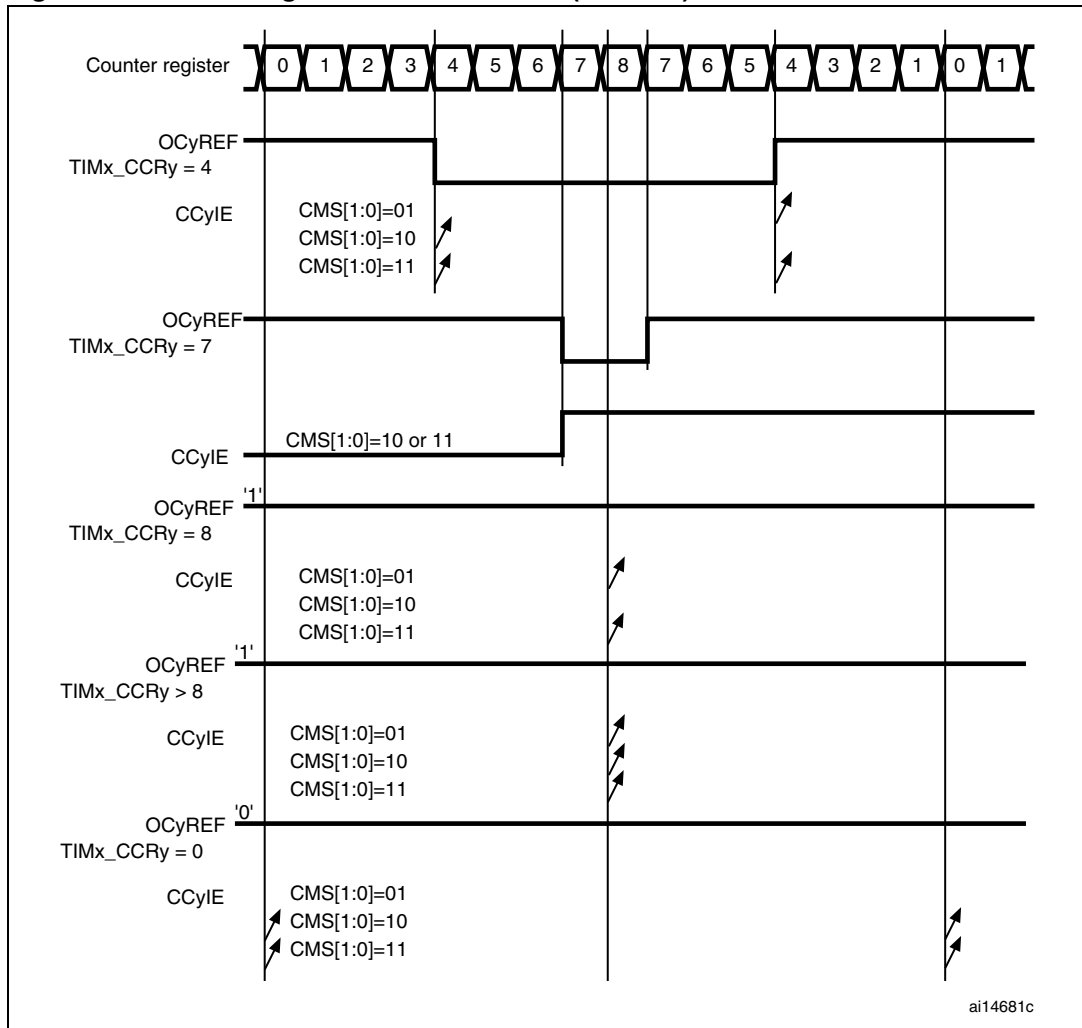 Counter register 0 1 2 3 4 5 6 7 8 7 6 5 4 3 2 1 0 1
OCyREF
TIMx_CCRy = 4
CCyIE
CMS[1:0]=01
CMS[1:0]=10
CMS[1:0]=11
OCyREF
TIMx_CCRy = 7
CMS[1:0]=10 or 11
CCyIE
'1'
OCyREF
TIMx_CCRy = 8
CCyIE
CMS[1:0]=01
CMS[1:0]=10
CMS[1:0]=11
'1'
OCyREF
TIMx_CCRy > 8
CCyIE
CMS[1:0]=01
CMS[1:0]=10
CMS[1:0]=11
'0'
OCyREF
TIMx_CCRy = 0
CCyIE
CMS[1:0]=01
CMS[1:0]=10
CMS[1:0]=11
ai14681c